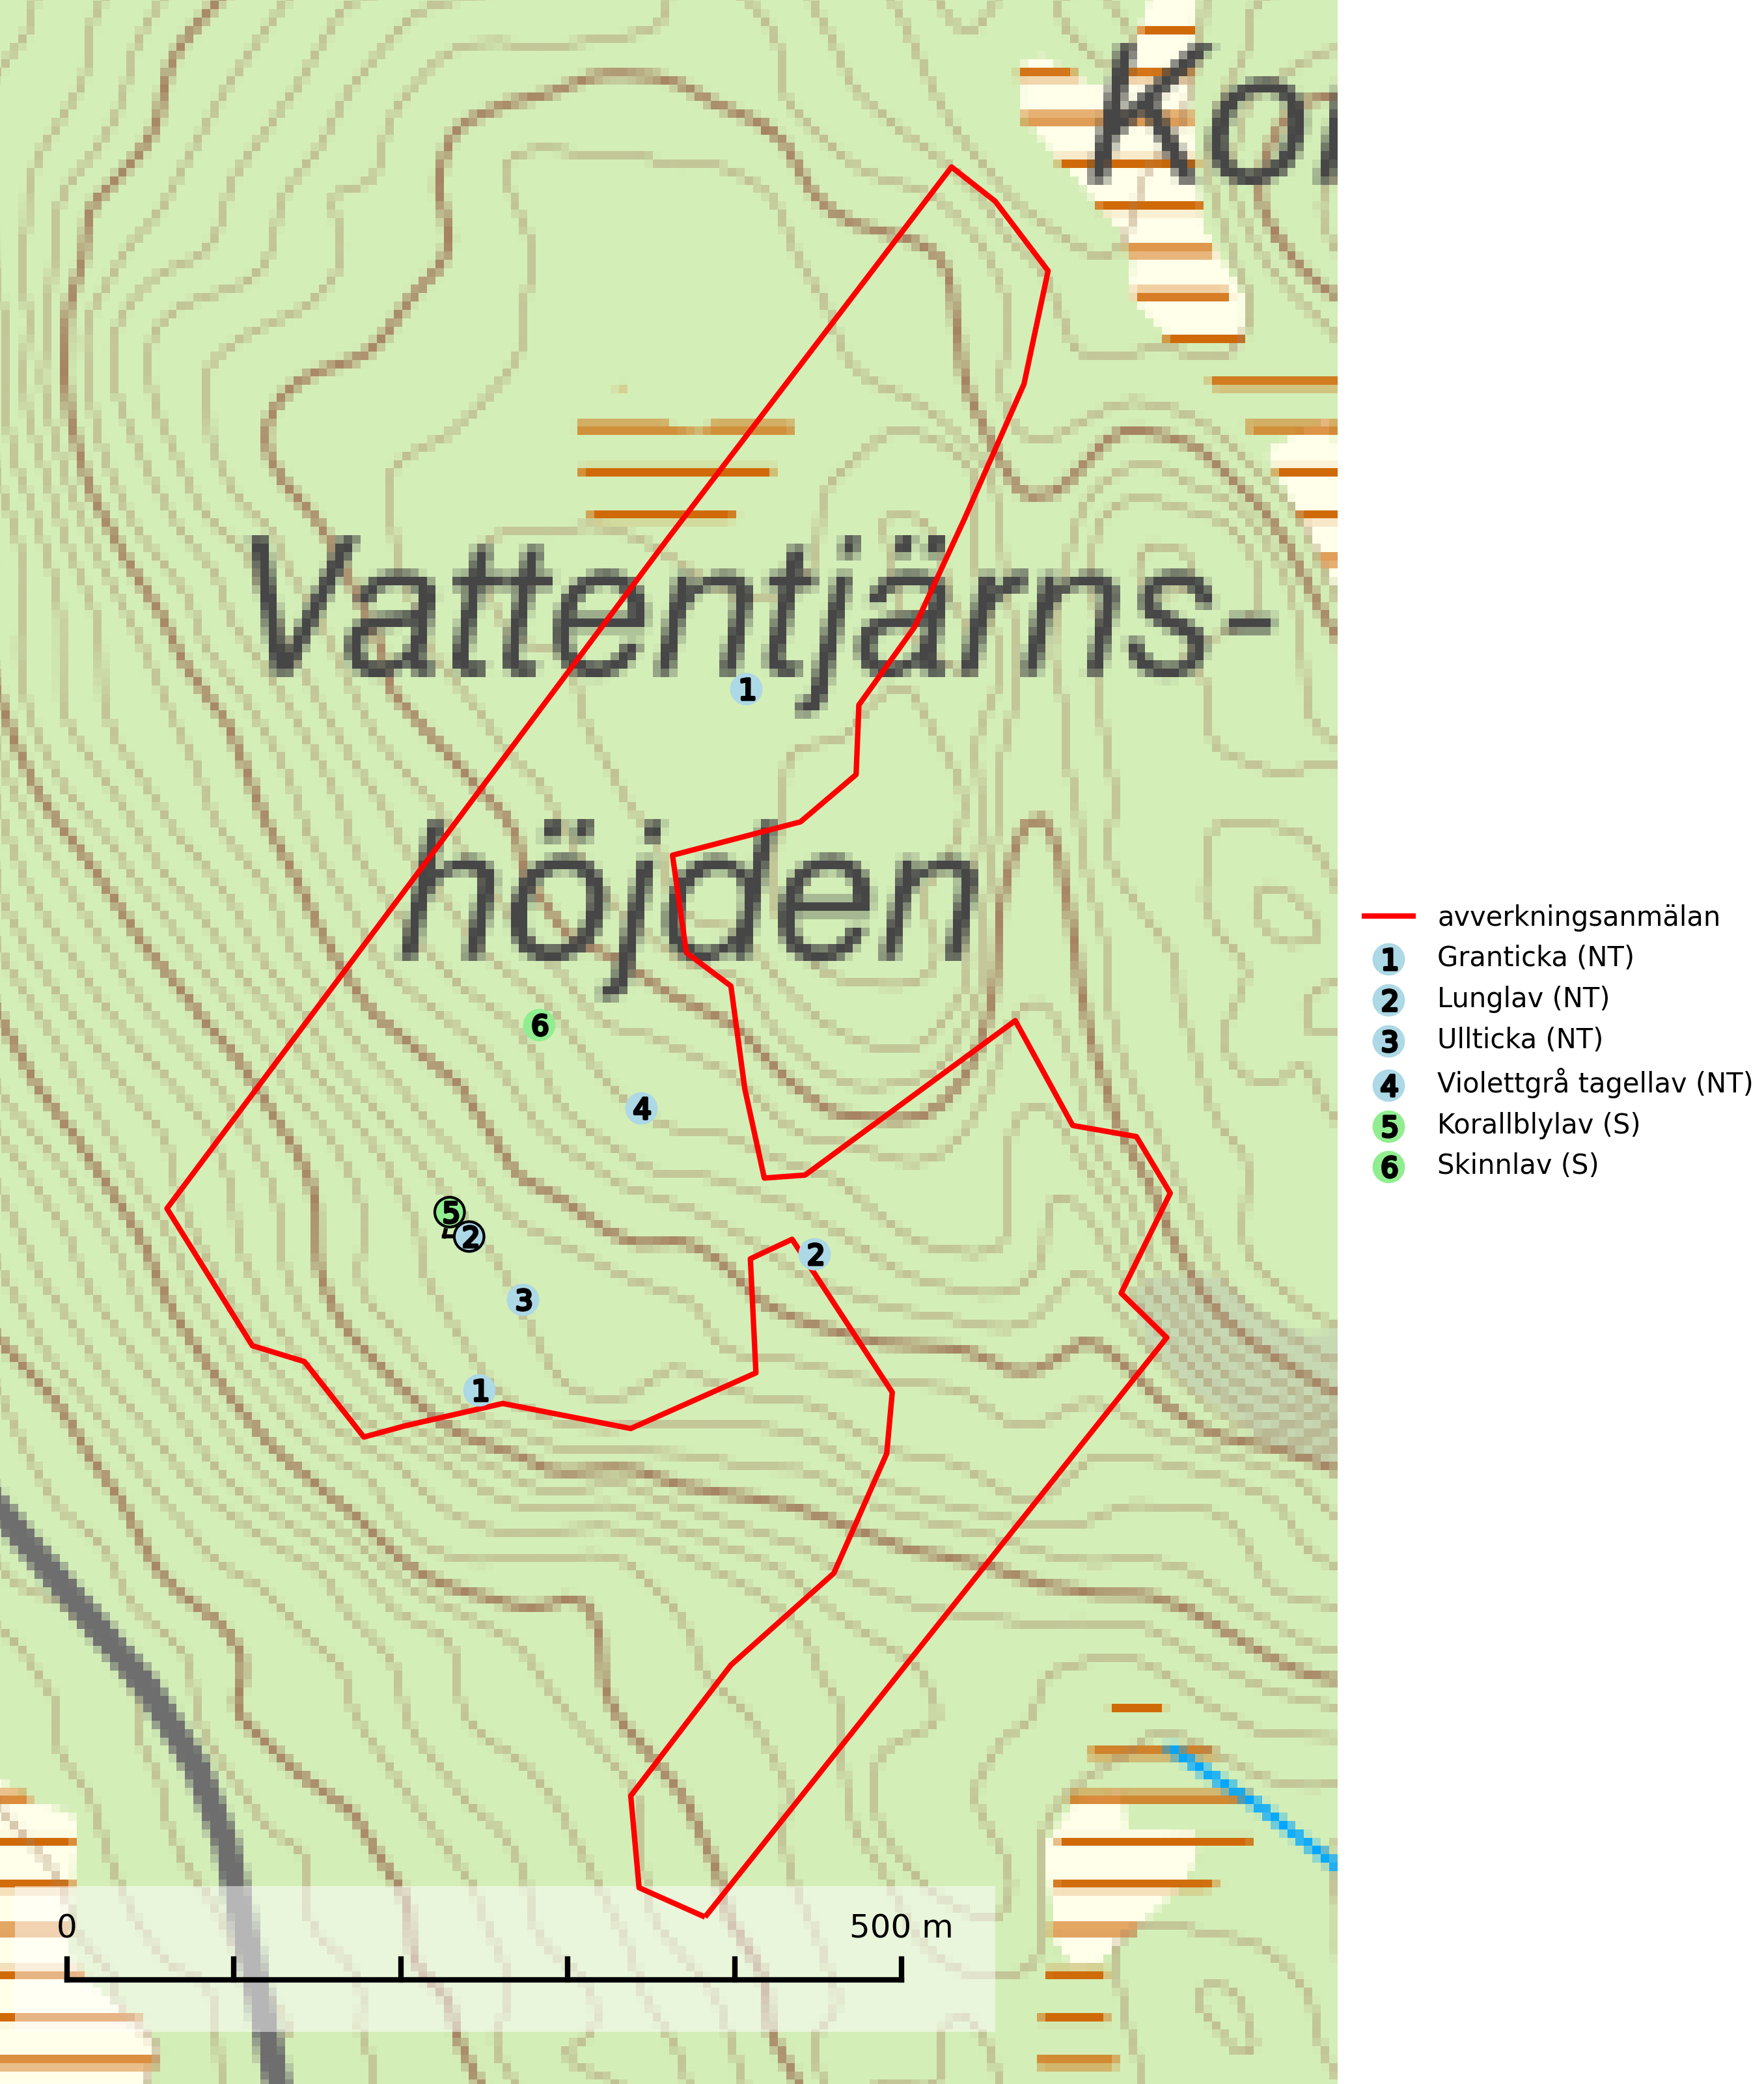 Kor
Vattentjärns-
1
höjden
6
4
5
2
2
3
1
0 500 m
avverkningsanmälan
1 Granticka (NT)
2 Lunglav (NT)
3 Ullticka (NT)
4 Violettgrå tagellav (NT)
5 Korallblylav (S)
6 Skinnlav (S)